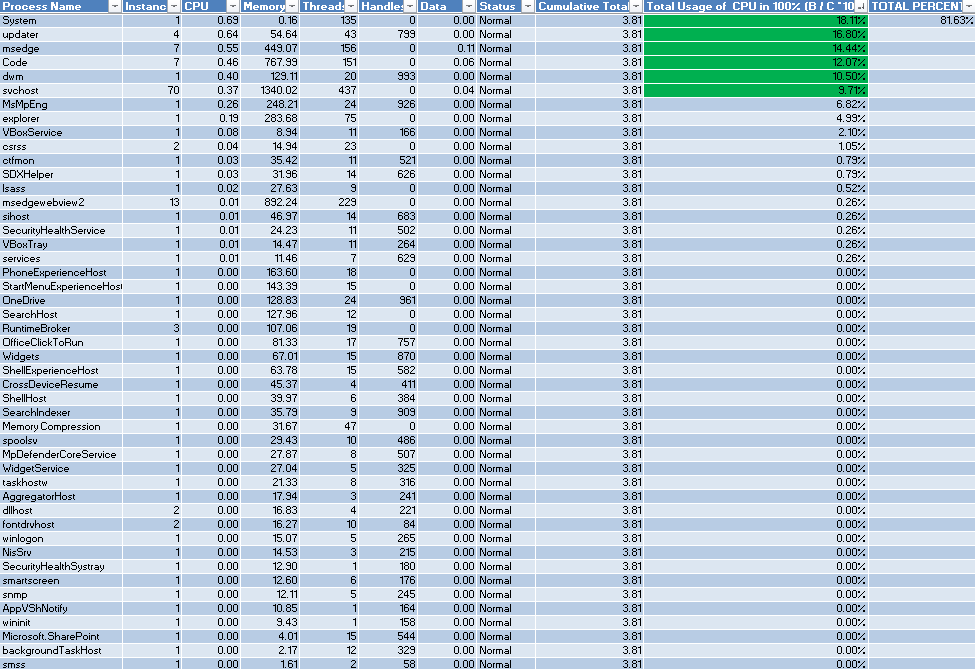 Process Name Instanc CPU Memory Thread Handle Data Status Cumulative Total Total Usage of CPU in 100% (B / C *10 TOTAL PERCENT
System 1 0.69 0.16 135 0 0.00 Normal 3.81 18.11% 81.63%
updater 4 0.64 54.64 43 799 0.00 Normal 3.81 16.80%
msedge 7 0.55 449.07 156 0 0.11 Normal 3.81 14.44%
Code 7 0.46 767.99 151 0 0.06 Normal 3.81 12.07%
dwm 1 0.40 129.11 20 993 0.00 Normal 3.81 10.50%
svchost 70 0.37 1340.02 437 0 0.04 Normal 3.81 9.71%
MsMpEng 1 0.26 248.21 24 926 0.00 Normal 3.81 6.82%
explorer 1 0.19 283.68 75 0 0.00 Normal 3.81 4.99%
VBoxService 1 0.08 8.94 11 166 0.00 Normal 3.81 2.10%
csrss 2 0.04 14.94 23 0 0.00 Normal 3.81 1.05%
ctfmon 1 0.03 35.42 11 521 0.00 Normal 3.81 0.79%
SDXHelper 1 0.03 31.96 14 626 0.00 Normal 3.81 0.79%
lsass 1 0.02 27.63 9 0 0.00 Normal 3.81 0.52%
msedgewebview2 13 0.01 892.24 229 0 0.00 Normal 3.81 0.26%
sihost 1 0.01 46.97 14 683 0.00 Normal 3.81 0.26%
SecurityHealthService 1 0.01 24.23 11 502 0.00 Normal 3.81 0.26%
VBoxTray 1 0.01 14.47 11 264 0.00 Normal 3.81 0.26%
services 1 0.01 11.46 7 629 0.00 Normal 3.81 0.26%
PhoneExperienceHost 1 0.00 163.60 18 0 0.00 Normal 3.81 0.00%
StartMenuExperienceHost 1 0.00 143.39 15 0 0.00 Normal 3.81 0.00%
OneDrive 1 0.00 128.83 24 961 0.00 Normal 3.81 0.00%
SearchHost 1 0.00 127.96 12 0 0.00 Normal 3.81 0.00%
RuntimeBroker 3 0.00 107.06 19 0 0.00 Normal 3.81 0.00%
OfficeClickToRun 1 0.00 81.33 17 757 0.00 Normal 3.81 0.00%
Widgets 1 0.00 67.01 15 870 0.00 Normal 3.81 0.00%
ShellExperienceHost 1 0.00 63.78 15 582 0.00 Normal 3.81 0.00%
CrossDeviceResume 1 0.00 45.37 4 411 0.00 Normal 3.81 0.00%
ShellHost 1 0.00 39.97 6 384 0.00 Normal 3.81 0.00%
SearchIndexer 1 0.00 35.79 9 909 0.00 Normal 3.81 0.00%
Memory Compression 1 0.00 31.67 47 0 0.00 Normal 3.81 0.00%
spoolsv 1 0.00 29.43 10 486 0.00 Normal 3.81 0.00%
MpDefenderCoreService 1 0.00 27.87 8 507 0.00 Normal 3.81 0.00%
WidgetService 1 0.00 27.04 5 325 0.00 Normal 3.81 0.00%
taskhostw 1 0.00 21.33 8 316 0.00 Normal 3.81 0.00%
AggregatorHost 1 0.00 17.94 3 241 0.00 Normal 3.81 0.00%
dllhost 2 0.00 16.83 4 221 0.00 Normal 3.81 0.00%
fontdrvhost 2 0.00 16.27 10 84 0.00 Normal 3.81 0.00%
winlogon 1 0.00 15.07 5 265 0.00 Normal 3.81 0.00%
NisSrv 1 0.00 14.53 3 215 0.00 Normal 3.81 0.00%
SecurityHealthSystray 1 0.00 12.90 1 180 0.00 Normal 3.81 0.00%
smartscreen 1 0.00 12.60 6 176 0.00 Normal 3.81 0.00%
snmp 1 0.00 12.11 5 245 0.00 Normal 3.81 0.00%
AppVShNotify 1 0.00 10.85 1 164 0.00 Normal 3.81 0.00%
wininit 1 0.00 9.43 1 158 0.00 Normal 3.81 0.00%
Microsoft.SharePoint 1 0.00 4.01 15 544 0.00 Normal 3.81 0.00%
backgroundTaskHost 1 0.00 2.17 12 329 0.00 Normal 3.81 0.00%
smss 1 0.00 1.61 2 58 0.00 Normal 3.81 0.00%